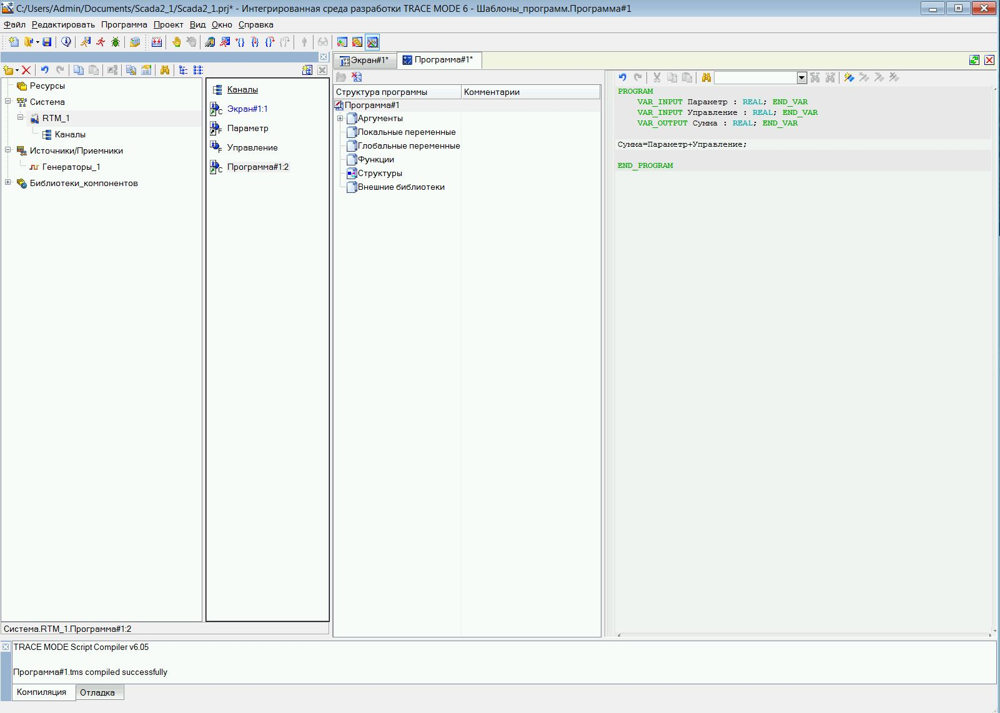 C:/Users/Admin/Documents/Scada2_1/Scada2_1.prj* - Интегрированная среда разработки TRACE MODE 6 - Шаблоны_программ.Программа#1
Файл Редактировать Программа Проект Вид Окно Справка
Экран#1* Программа#1*
Ресурсы
Система
RTM_1
Каналы
Источники/Приемники
Генераторы_1
Библиотеки_компонентов
Каналы
Экран#1:1
Параметр
Управление
Программа#1:2
Структура программы Комментарии
Программа#1
Аргументы
Локальные переменные
Глобальные переменные
Функции
Структуры
Внешние библиотеки
PROGRAM
VAR_INPUT Параметр : REAL; END_VAR
VAR_INPUT Управление : REAL; END_VAR
VAR_OUTPUT Сумма : REAL; END_VAR
Сумма=Параметр+Управление;
END_PROGRAM
Система.RTM_1.Программа#1:2
TRACE MODE Script Compiler v6.05
Программа#1.tms compiled successfully
Компиляция Отладка